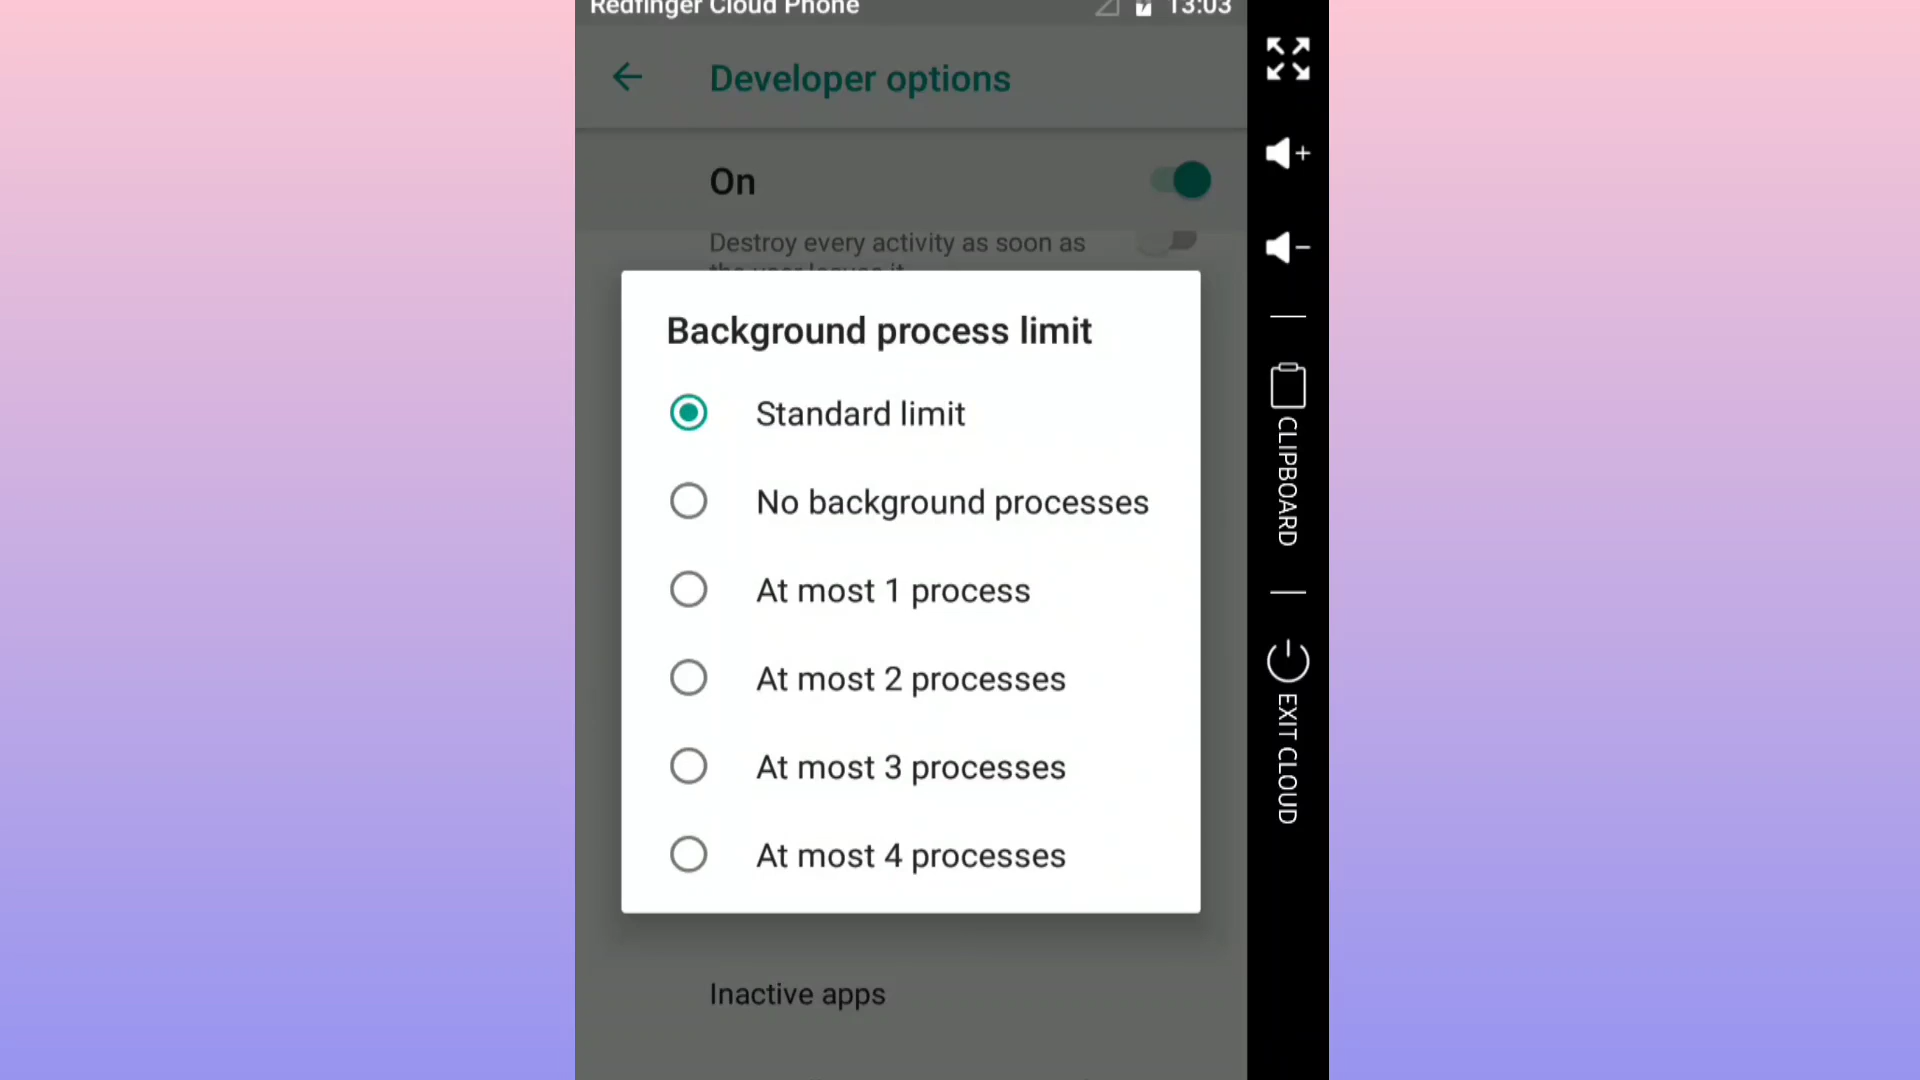 Redfinger Cloud Phone 13:03
Developer options
On
Destroy every activity as soon as
Background process limit
Standard limit
No background processes
At most 1 process
At most 2 processes
At most 3 processes
At most 4 processes
Inactive apps
+
-
CLIPBOARD
EXIT CLOUD